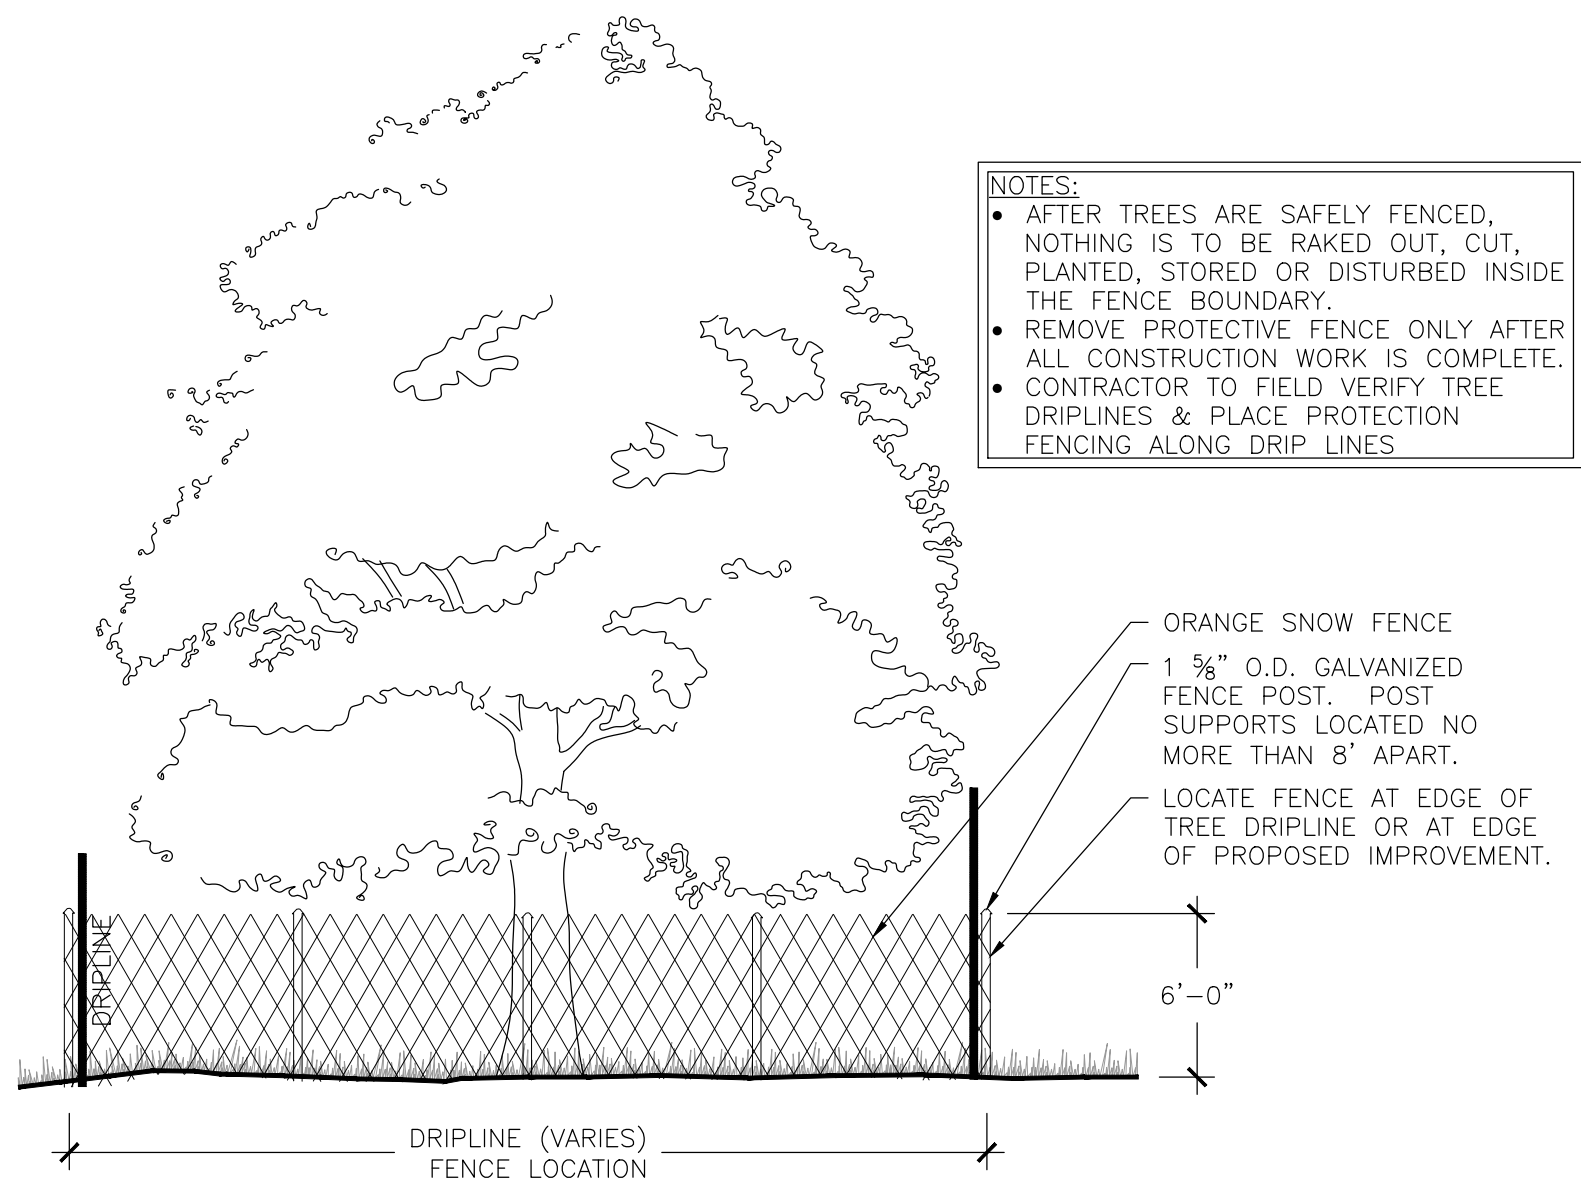 NOTES:
• AFTER TREES ARE SAFELY FENCED,
NOTHING IS TO BE RAKED OUT, CUT,
PLANTED, STORED OR DISTURBED INSIDE
THE FENCE BOUNDARY.
• REMOVE PROTECTIVE FENCE ONLY AFTER
ALL CONSTRUCTION WORK IS COMPLETE.
• CONTRACTOR TO FIELD VERIFY TREE
DRIPLINES & PLACE PROTECTION
FENCING ALONG DRIP LINES
ORANGE SNOW FENCE
1 ⅝" O.D. GALVANIZED
FENCE POST. POST
SUPPORTS LOCATED NO
MORE THAN 8' APART.
LOCATE FENCE AT EDGE OF
TREE DRIPLINE OR AT EDGE
OF PROPOSED IMPROVEMENT.
DRIPLINE
6'-0"
DRIPLINE (VARIES)
FENCE LOCATION